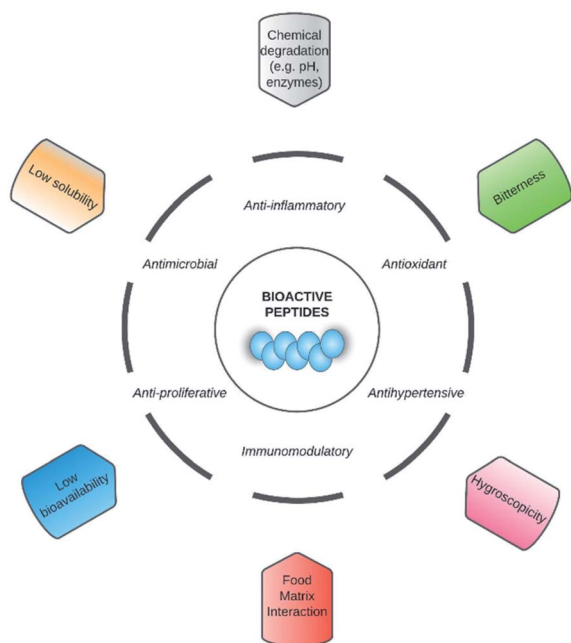 Chemical
degradation
(e.g. pH,
enzymes)
Low solubility
Bitterness
Anti-inflammatory
Antimicrobial
Antioxidant
BIOACTIVE
PEPTIDES
Anti-proliferative
Antihypertensive
Immunomodulatory
Low
bioavailability
Hygroscopicity
Food
Matrix
Interaction